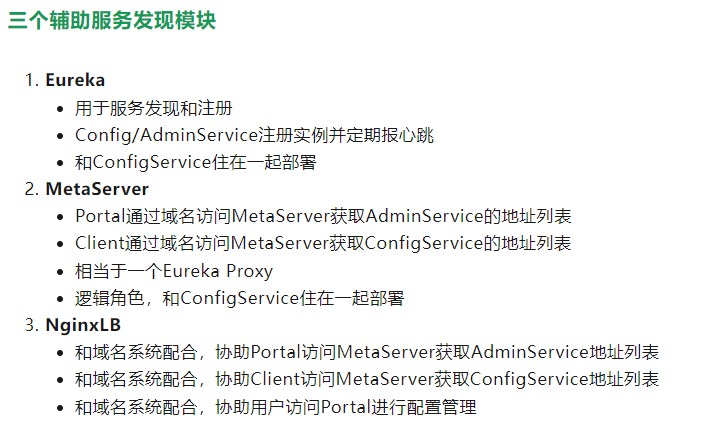 三个辅助服务发现模块
1. Eureka
• 用于服务发现和注册
• Config/AdminService注册实例并定期报心跳
• 和ConfigService住在一起部署
2. MetaServer
• Portal通过域名访问MetaServer获取AdminService的地址列表
• Client通过域名访问MetaServer获取ConfigService的地址列表
• 相当于一个Eureka Proxy
• 逻辑角色，和ConfigService住在一起部署
3. NginxLB
• 和域名系统配合，协助Portal访问MetaServer获取AdminService地址列表
• 和域名系统配合，协助Client访问MetaServer获取ConfigService地址列表
• 和域名系统配合，协助用户访问Portal进行配置管理